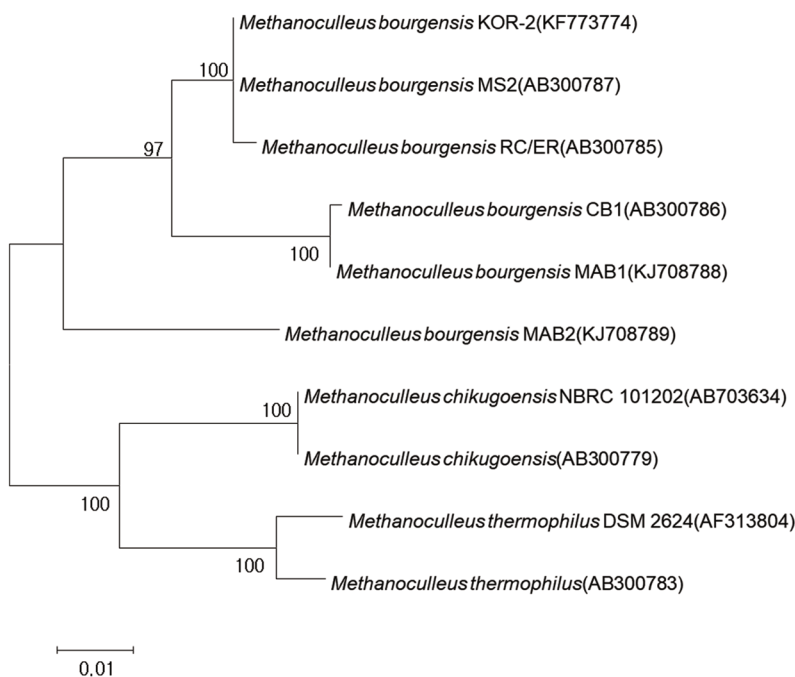 Methanoculleus bourgensis KOR-2(KF773774)
100
Methanoculleus bourgensis MS2(AB300787)
97
Methanoculleus bourgensis RC/ER(AB300785)
Methanoculleus bourgensis CB1(AB300786)
100
Methanoculleus bourgensis MAB1(KJ708788)
Methanoculleus bourgensis MAB2(KJ708789)
Methanoculleus chikugoensis NBRC 101202(AB703634)
100
Methanoculleus chikugoensis(AB300779)
100
Methanoculleus thermophilus DSM 2624(AF313804)
100
Methanoculleus thermophilus(AB300783)
0.01